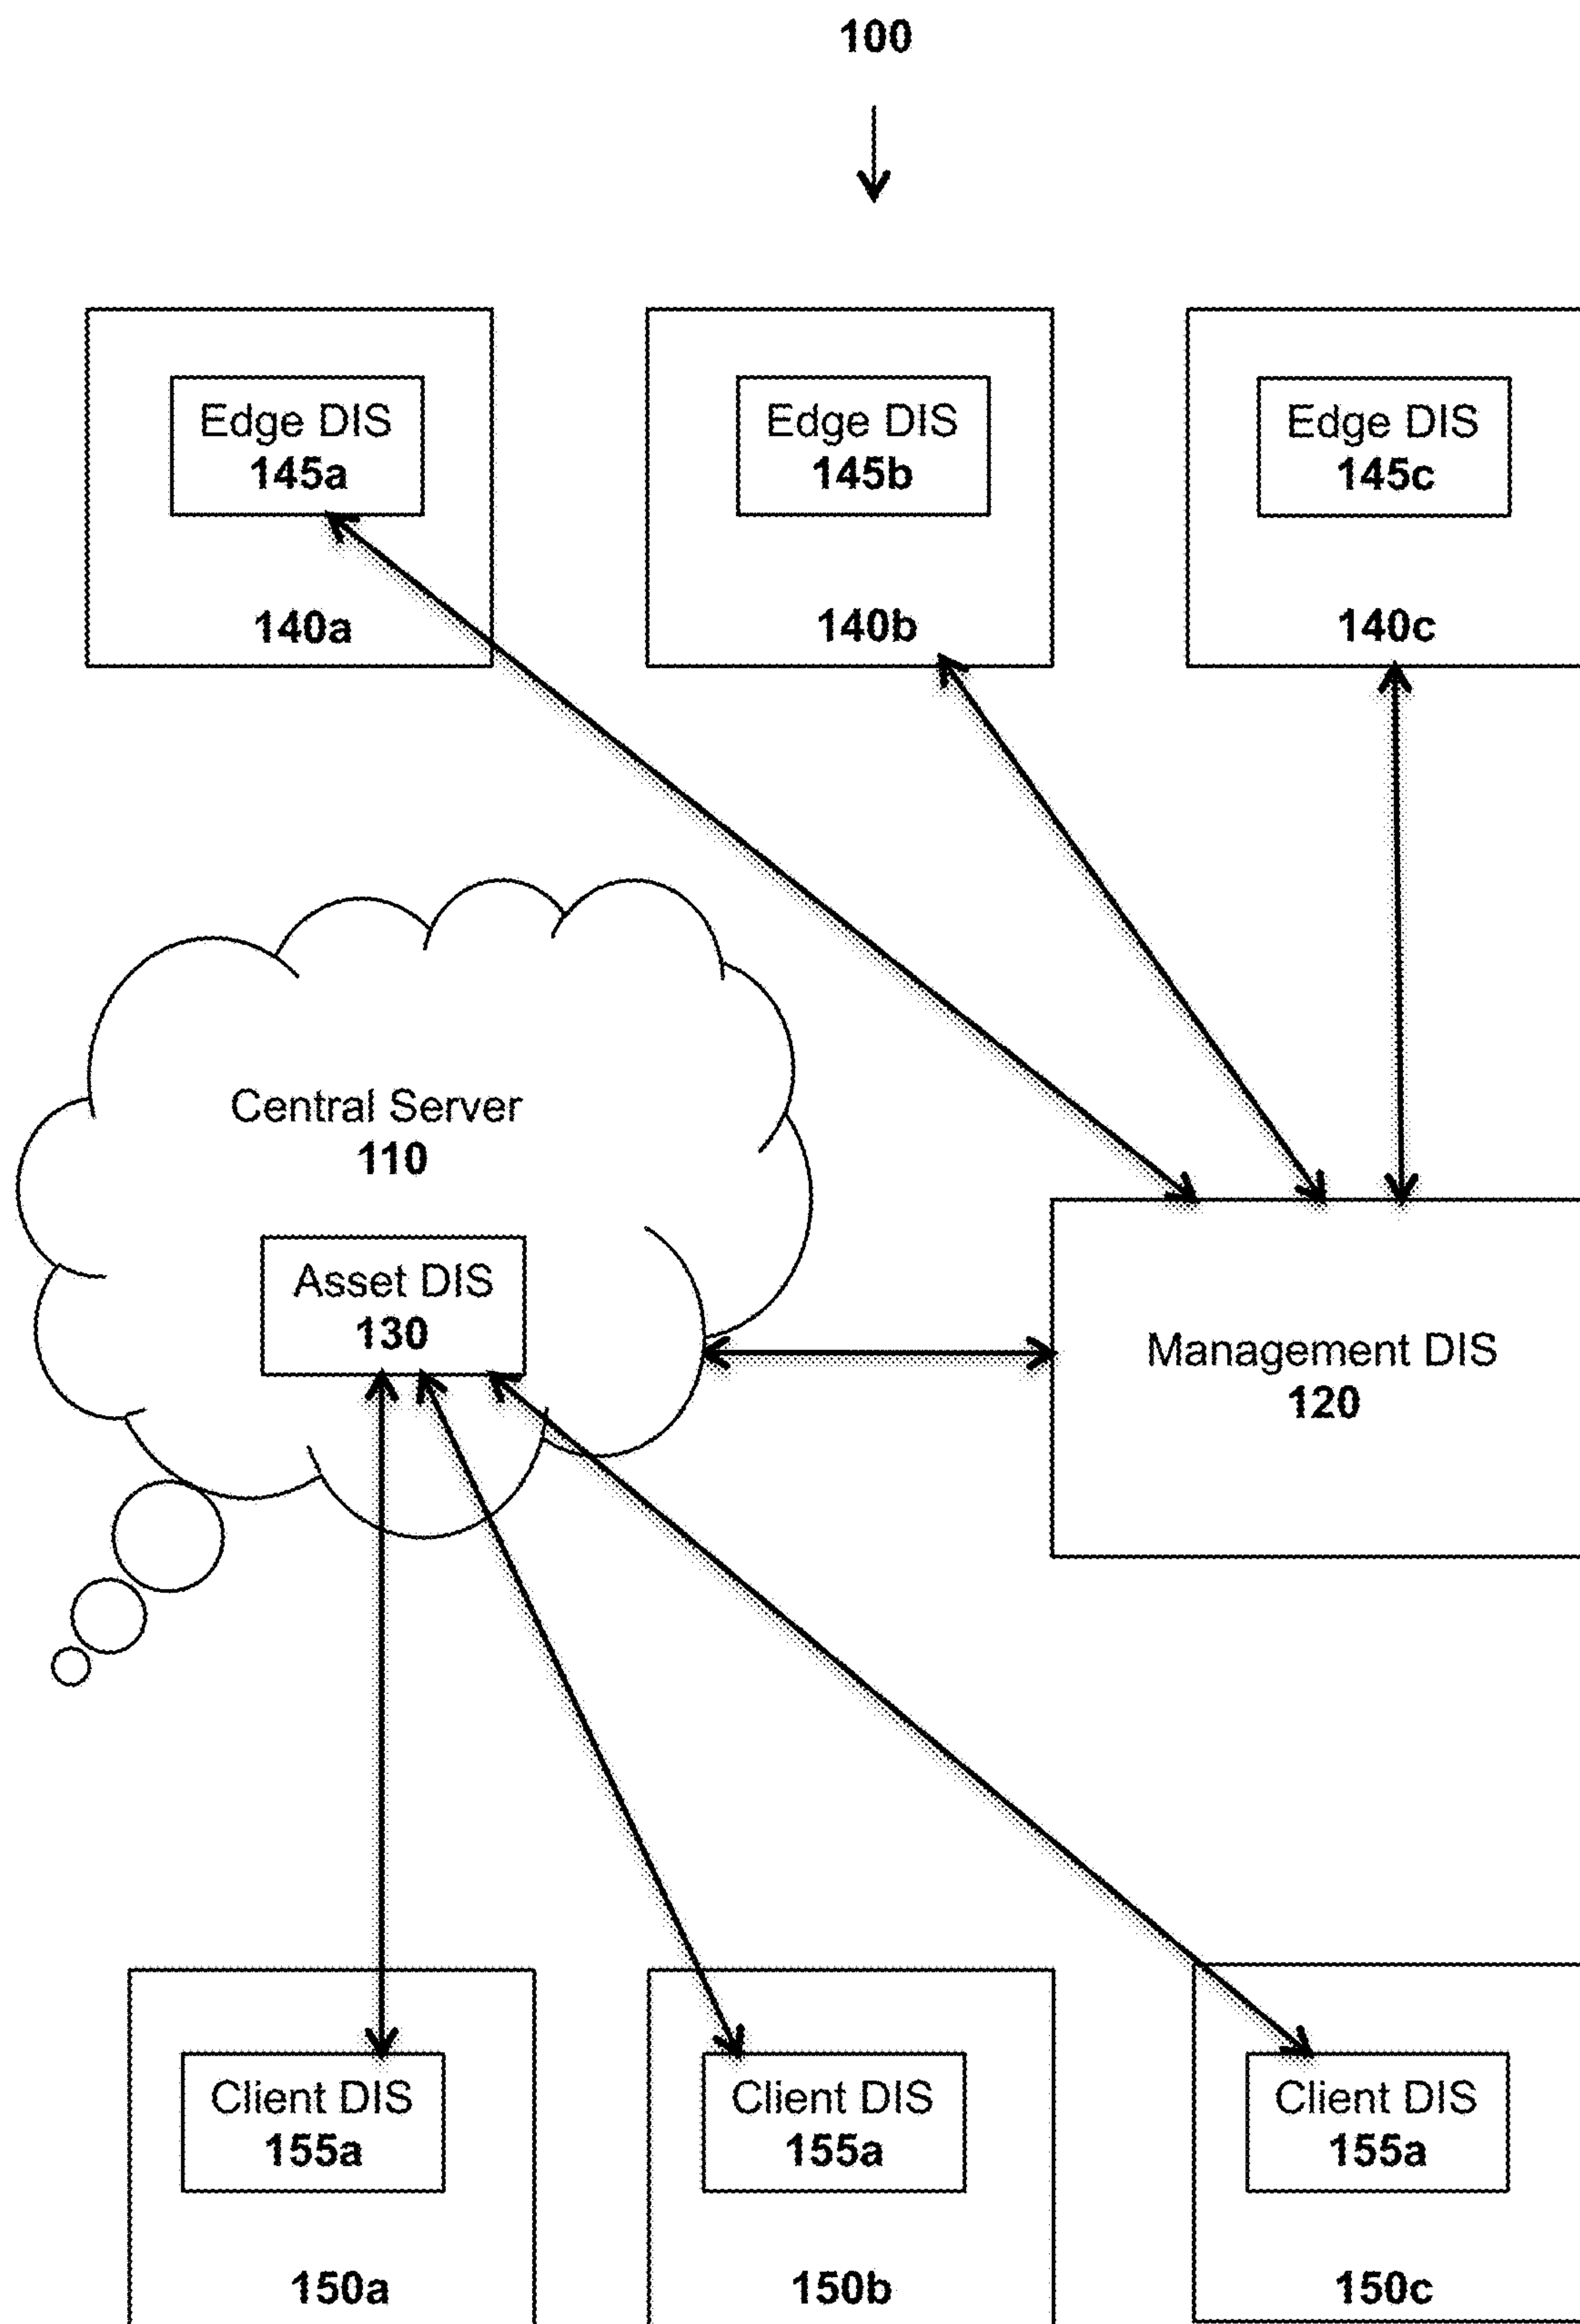 100
Edge DIS
145a
Edge DIS
145b
Edge DIS
145c
140a
140b
140c
Central Server
110
Asset DIS
130
Management DIS
120
Client DIS
155a
Client DIS
155a
Client DIS
155a
150a
150b
150c